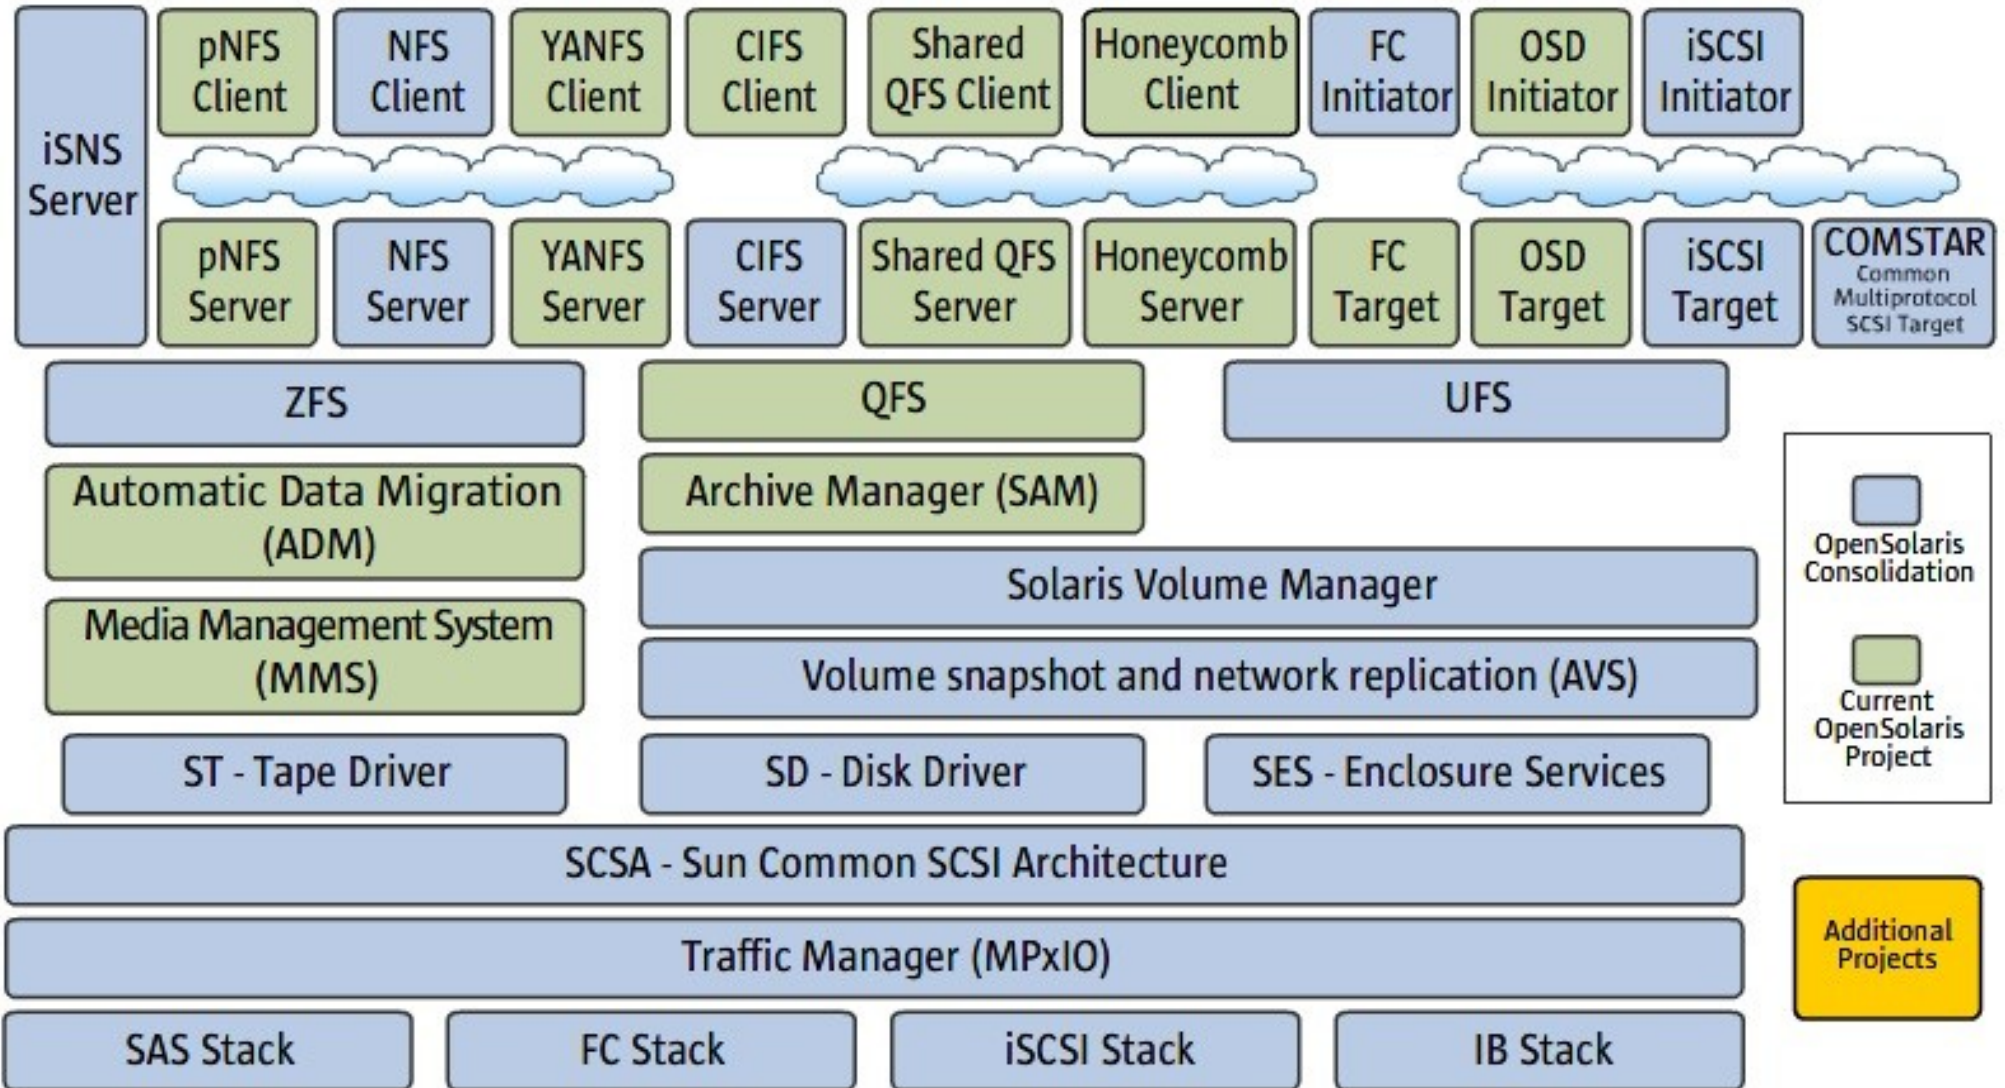 iSNS
Server
pNFS
Client
NFS
Client
YANFS
Client
CIFS
Client
Shared
QFS Client
Honeycomb
Client
FC
Initiator
OSD
Initiator
iSCSI
Initiator
pNFS
Server
NFS
Server
YANFS
Server
CIFS
Server
Shared QFS
Server
Honeycomb
Server
FC
Target
OSD
Target
iSCSI
Target
COMSTAR
Common
Multiprotocol
SCSI Target
ZFS
QFS
UFS
Automatic Data Migration
(ADM)
Archive Manager (SAM)
Solaris Volume Manager
Media Management System
(MMS)
Volume snapshot and network replication (AVS)
ST - Tape Driver
SD - Disk Driver
SES - Enclosure Services
OpenSolaris
Consolidation
Current
OpenSolaris
Project
SCSA - Sun Common SCSI Architecture
Traffic Manager (MPxIO)
Additional
Projects
SAS Stack
FC Stack
iSCSI Stack
IB Stack